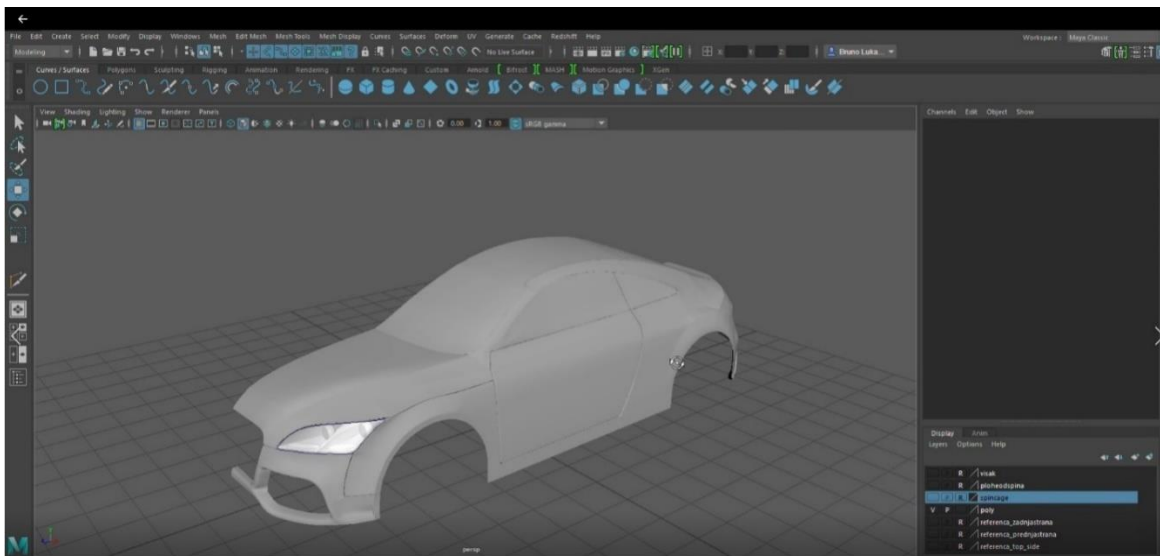 File Edit Create Select Modify Display Windows Mesh Edit Mesh Mesh Tools Mesh Display Curves Surfaces Deform UV Generate Cache Redshift Help
Workspace: Maya Classic
Modeling
No Live Surface
Bruno Luka...
Curves / Surfaces Polygons Sculpting Rigging Animation Rendering FX FX Caching Custom Arnold Bifrost MASH Motion Graphics XGen
View Shading Lighting Show Renderer Panels
0.00 1.00 sRGB gamma
Channels Edit Object Show
persp
Display Anim
Layers Options Help
R visak
R
R
V P poly
R referenca_zadnjastrana
R referenca_prednjastrana
R referenca_top_side
M